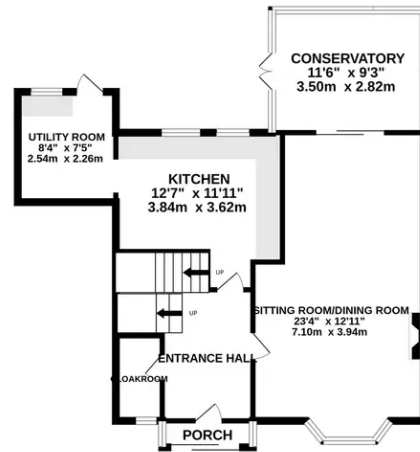 CONSERVATORY
11'6" x 9'3"
3.50m x 2.82m
UTILITY ROOM
8'4" x 7'5"
2.54m x 2.26m
KITCHEN
12'7" x 11'11"
3.84m x 3.62m
UP
UP
SITTING ROOM/DINING ROOM
23'4" x 12'11"
7.10m x 3.94m
ENTRANCE HALL
CLOAKROOM
PORCH